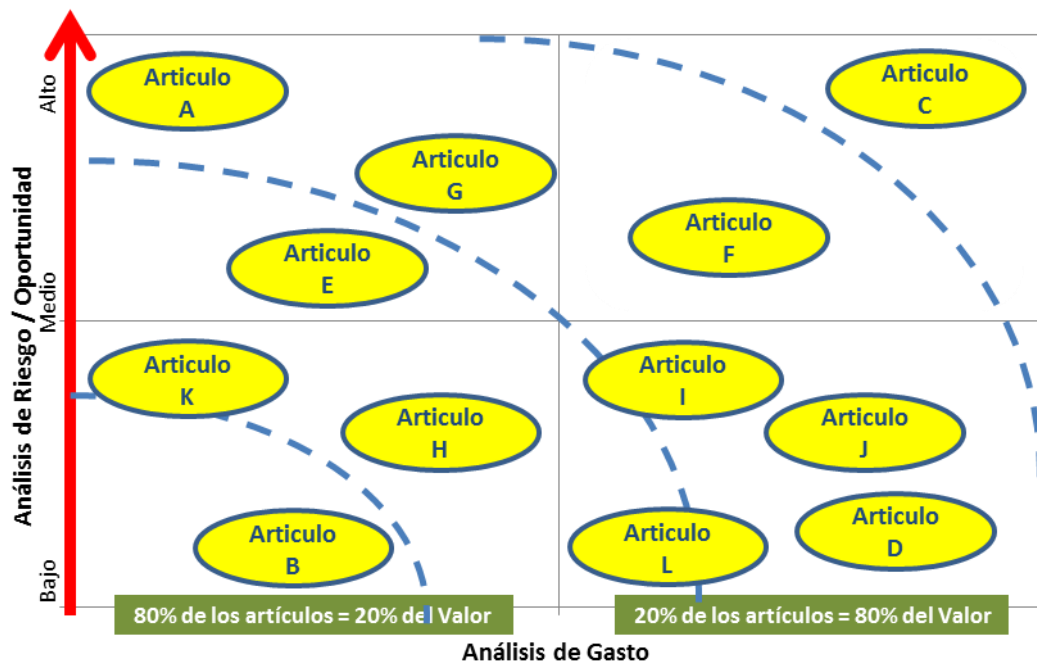 Análisis de Riesgo / Oportunidad
Alto
Medio
Bajo
Articulo
A
Articulo
C
Articulo
G
Articulo
F
Articulo
E
Articulo
K
Articulo
I
Articulo
H
Articulo
J
Articulo
B
Articulo
L
Articulo
D
80% de los artículos = 20% del Valor
20% de los artículos = 80% del Valor
Análisis de Gasto